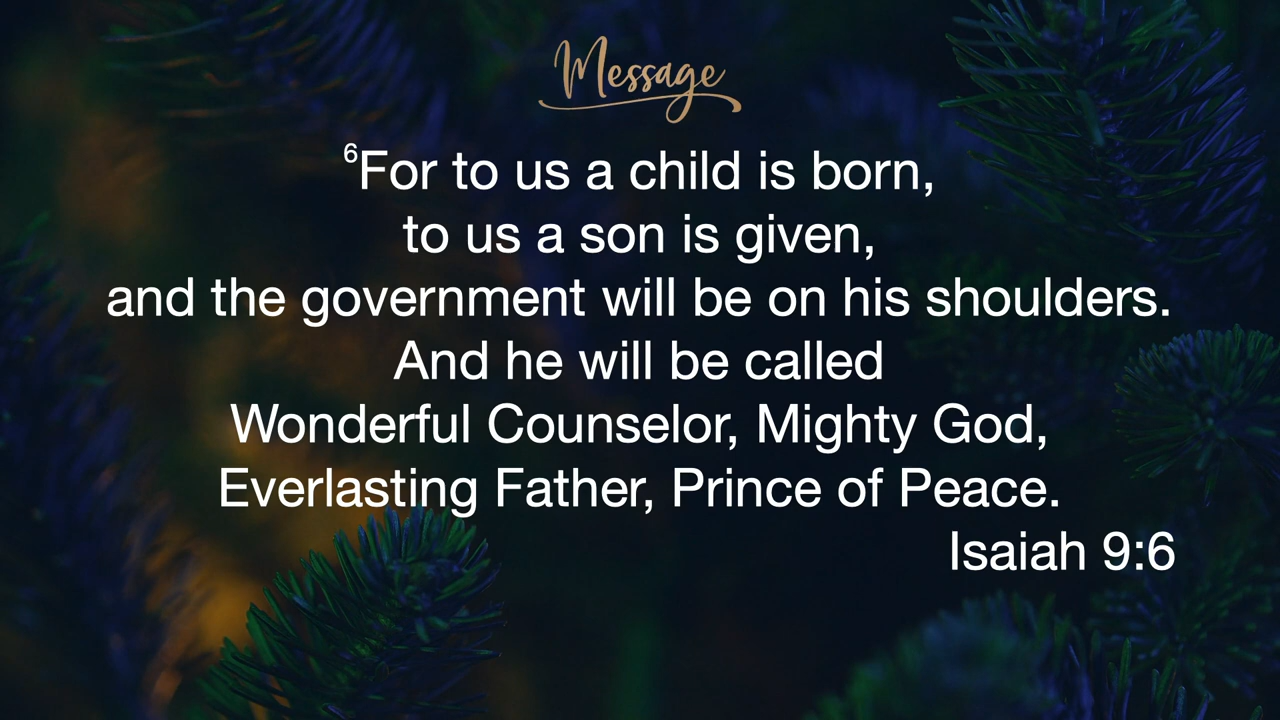 Message
⁶For to us a child is born,
to us a son is given,
and the government will be on his shoulders.
And he will be called
Wonderful Counselor, Mighty God,
Everlasting Father, Prince of Peace.
Isaiah 9:6